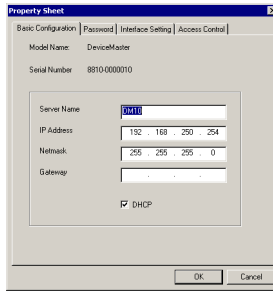 Property Sheet
Basic Configuration Password Interface Setting Access Control
Model Name: DeviceMaster
Serial Number 8810-0000010
Server Name DM10
IP Address 192 . 168 . 250 . 254
Netmask 255 . 255 . 255 . 0
Gateway . . .
DHCP
OK Cancel